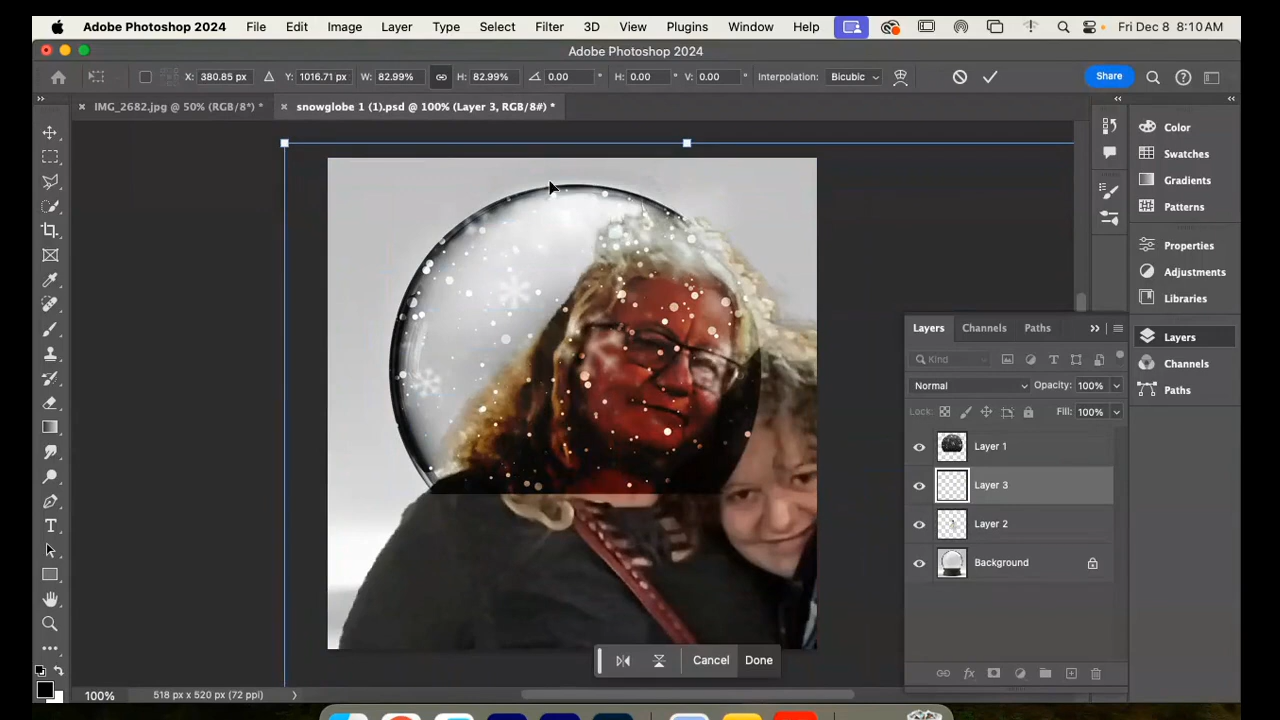 Adobe Photoshop 2024 File Edit Image Layer Type Select Filter 3D View Plugins Window Help Fri Dec 8 8:10 AM
Adobe Photoshop 2024
X: 380.85 px Y: 1016.71 px W: 82.99% H: 82.99% 0.00 ° H: 0.00 ° V: 0.00 ° Interpolation: Bicubic Share
IMG_2682.jpg @ 50% (RGB/8*) * snowglobe 1 (1).psd @ 100% (Layer 3, RGB/8#) *
Color
Swatches
Gradients
Patterns
Properties
Adjustments
Libraries
Layers
Channels
Paths
Layers Channels Paths
Kind
Normal Opacity: 100%
Lock: Fill: 100%
Layer 1
Layer 3
Layer 2
Background
Cancel Done
100% 518 px x 520 px (72 ppi)